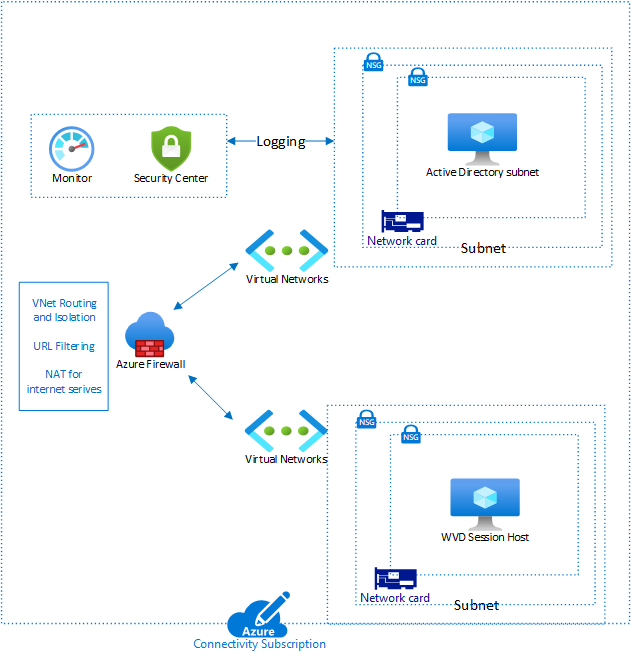 NSG
NSG
Logging
Monitor
Security Center
Active Directory subnet
Network card
Subnet
Virtual Networks
VNet Routing
and Isolation
URL Filtering
NAT for
internet serives
Azure Firewall
NSG
NSG
Virtual Networks
WVD Session Host
Network card
Subnet
Azure
Connectivity Subscription